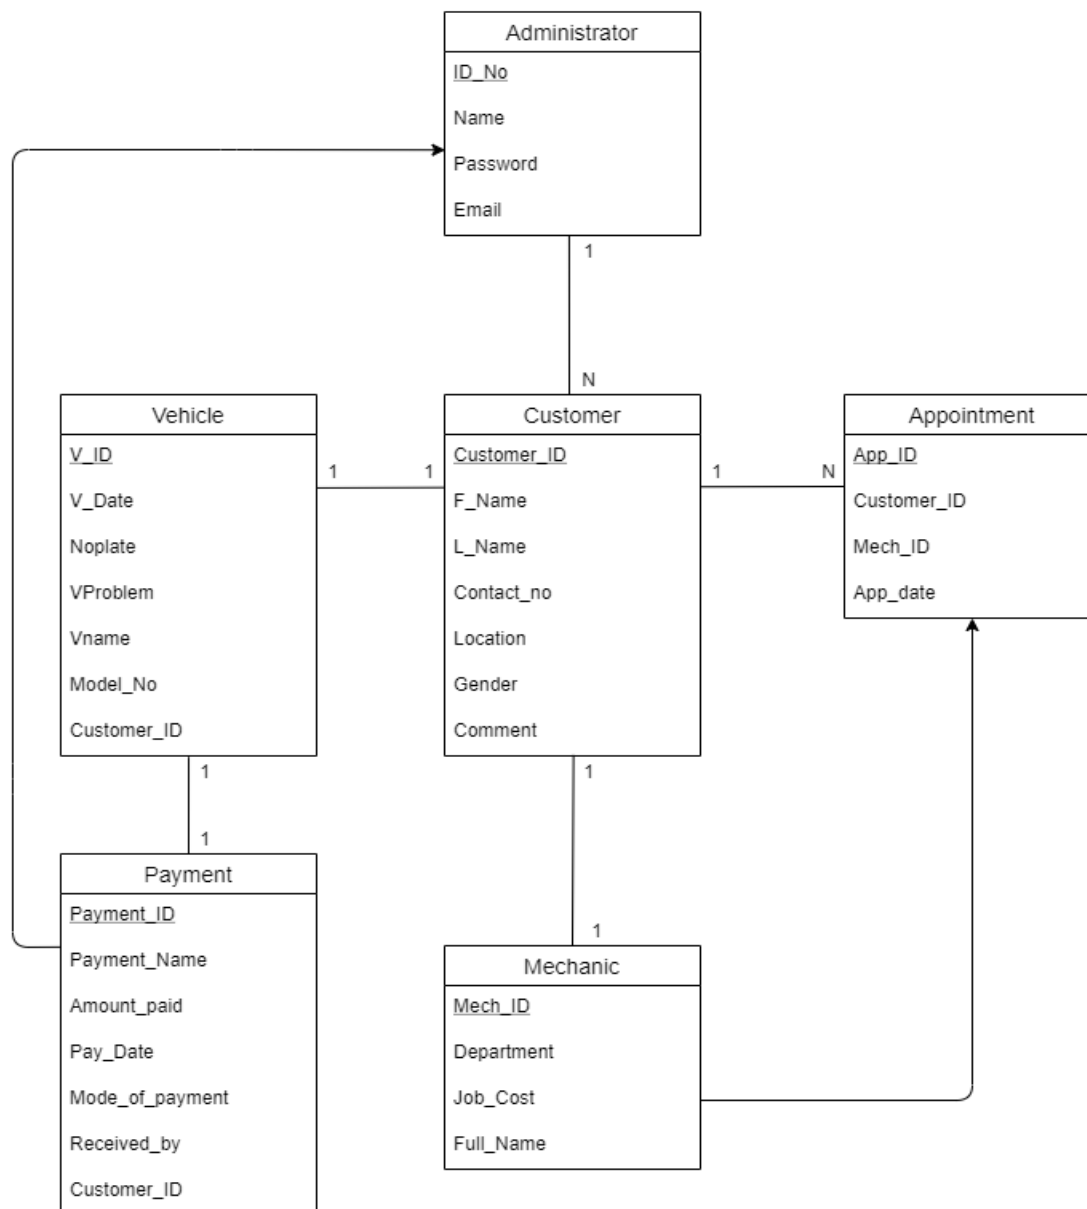 Administrator
ID_No
Name
Password
Email
1
N
Vehicle
V_ID
V_Date
Noplate
VProblem
Vname
Model_No
Customer_ID
1
1
Customer
Customer_ID
F_Name
L_Name
Contact_no
Location
Gender
Comment
1
N
Appointment
App_ID
Customer_ID
Mech_ID
App_date
1
1
Payment
Payment_ID
Payment_Name
Amount_paid
Pay_Date
Mode_of_payment
Received_by
Customer_ID
1
1
Mechanic
Mech_ID
Department
Job_Cost
Full_Name